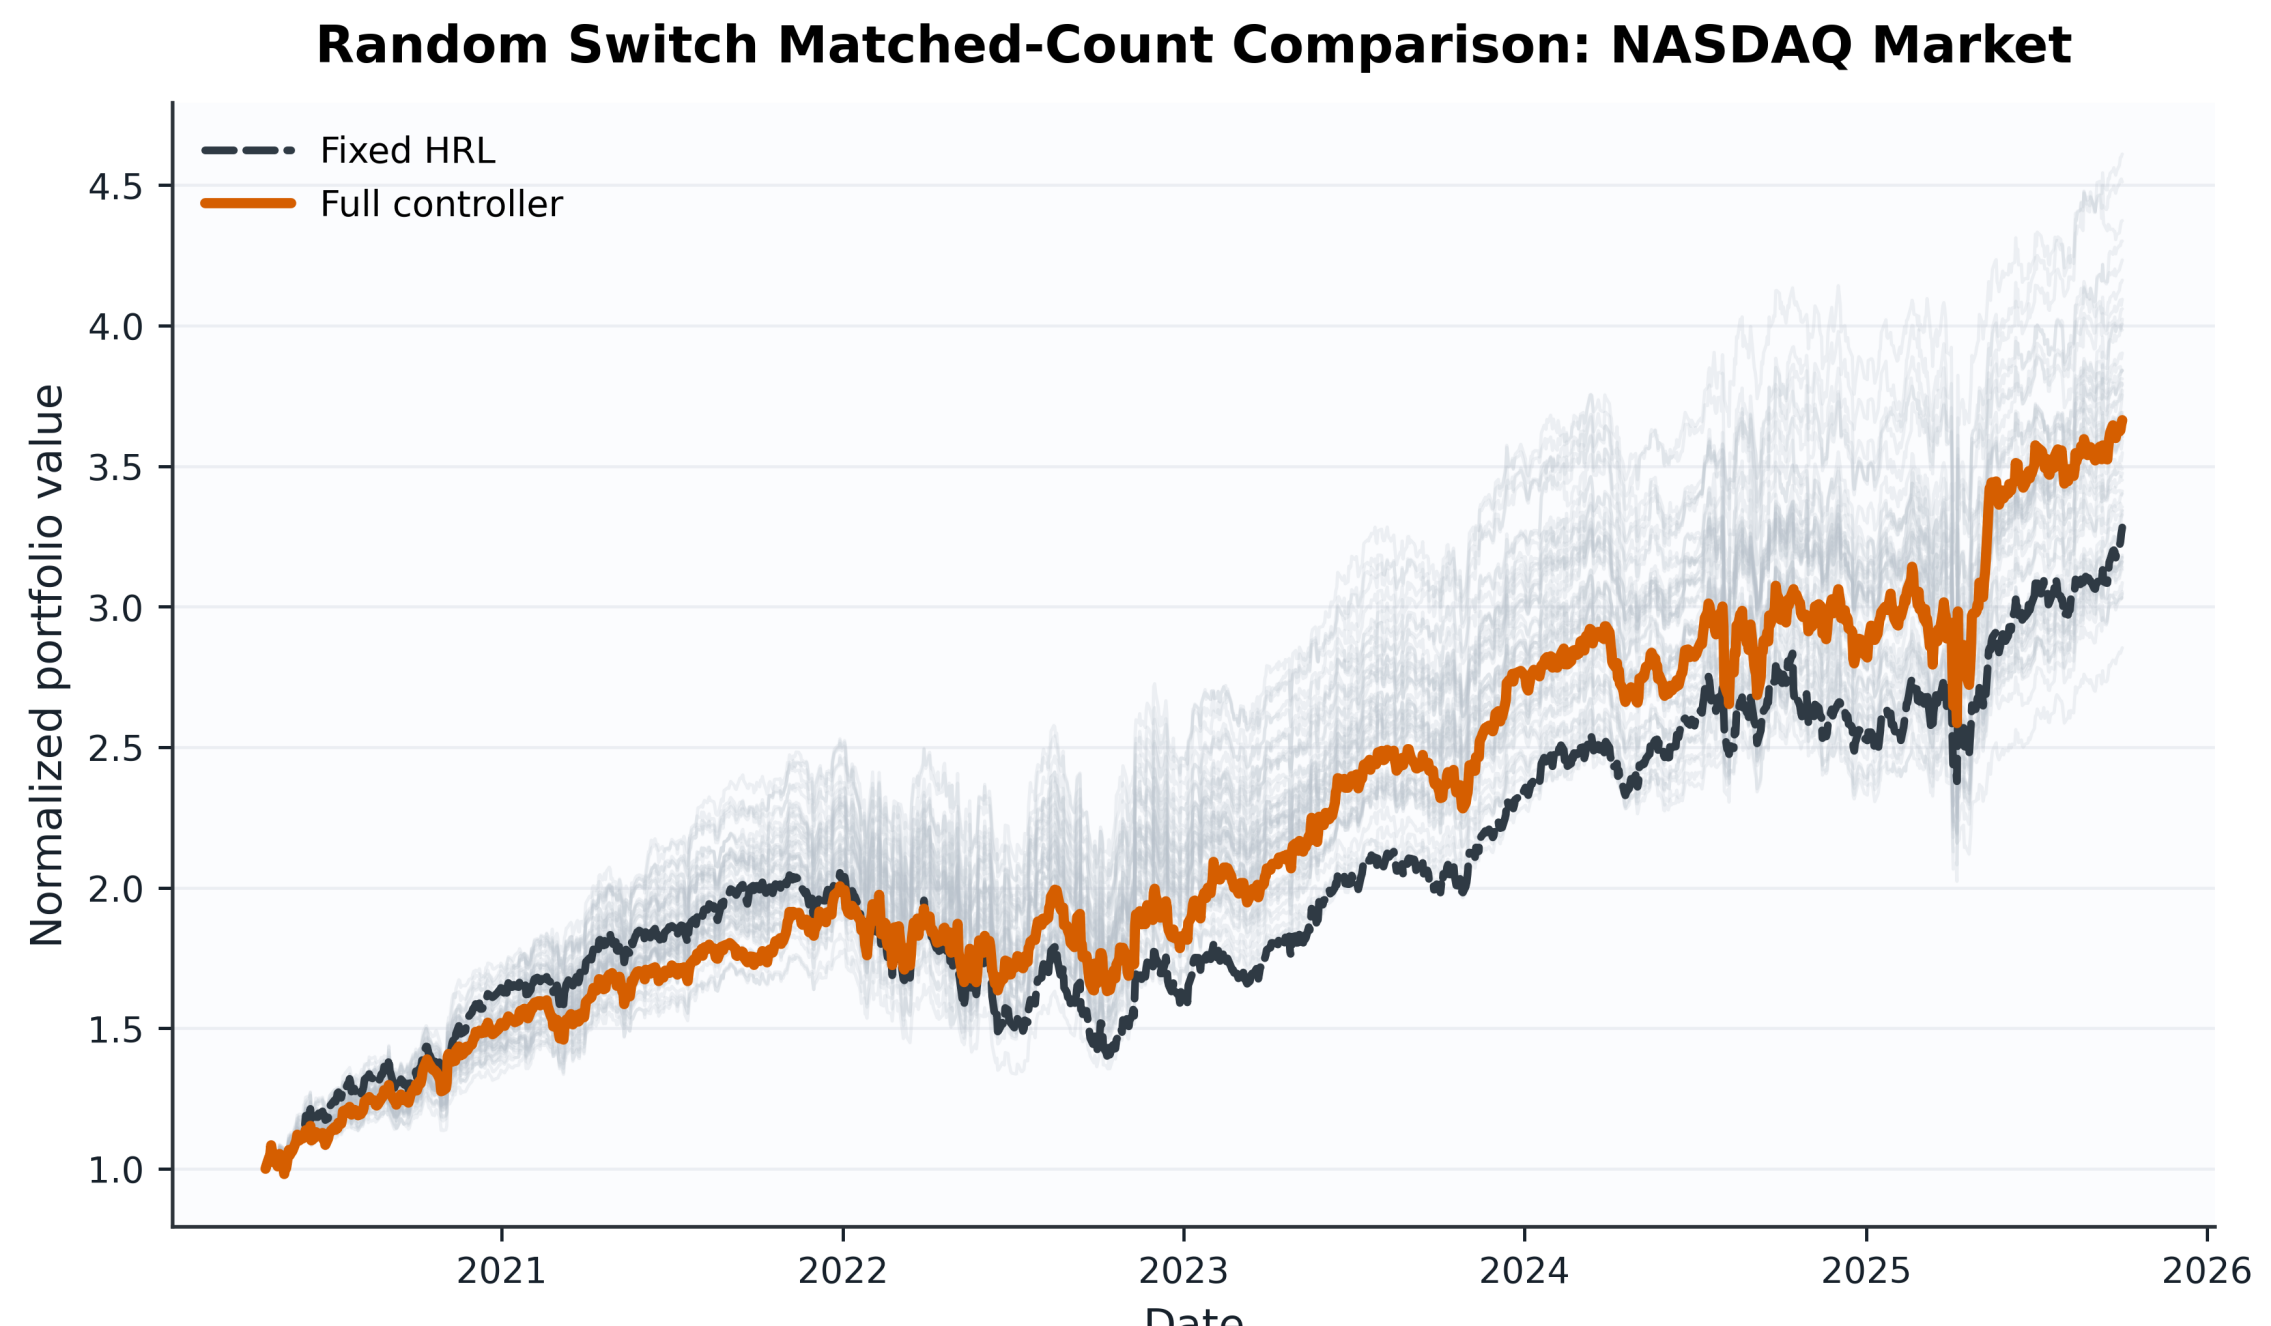 Random Switch Matched-Count Comparison: NASDAQ Market
Fixed HRL
Full controller
Normalized portfolio value
4.5
4.0
3.5
3.0
2.5
2.0
1.5
1.0
2021 2022 2023 2024 2025 2026
Date